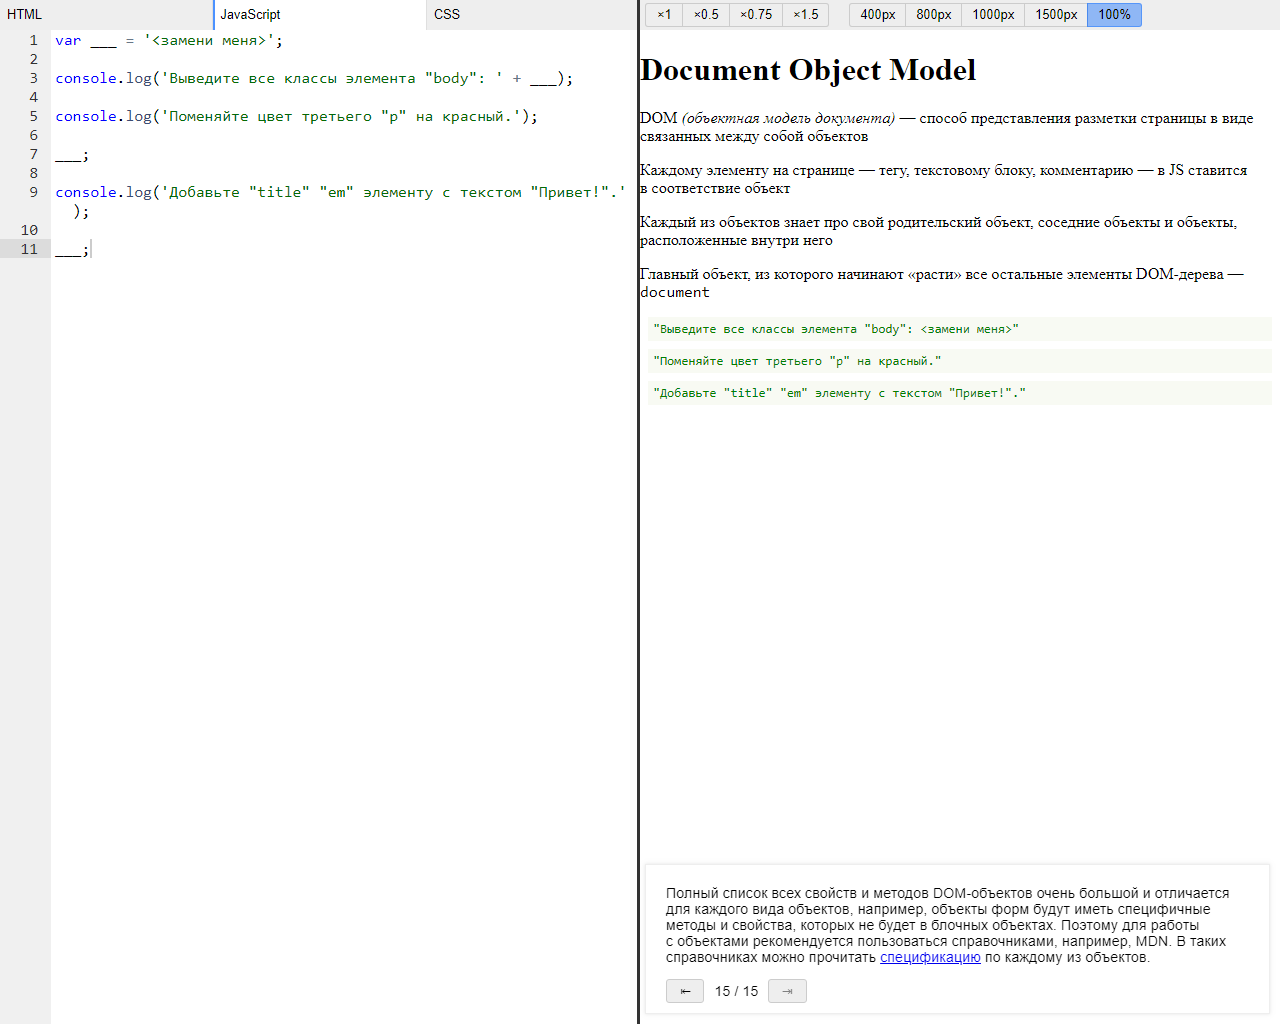 HTML
JavaScript
CSS
1 var ___ = '<замени меня>';
2
3 console.log('Выведите все классы элемента "body": ' + ___);
4
5 console.log('Поменяйте цвет третьего "p" на красный.');
6
7 ___;
8
9 console.log('Добавьте "title" "em" элементу с текстом "Привет!".'
);
10
11 ___;
×1 ×0.5 ×0.75 ×1.5 400px 800px 1000px 1500px 100%
Document Object Model
DOM (объектная модель документа) — способ представления разметки страницы в виде
связанных между собой объектов
Каждому элементу на странице — тегу, текстовому блоку, комментарию — в JS ставится
в соответствие объект
Каждый из объектов знает про свой родительский объект, соседние объекты и объекты,
расположенные внутри него
Главный объект, из которого начинают «расти» все остальные элементы DOM-дерева —
document
"Выведите все классы элемента "body": <замени меня>"
"Поменяйте цвет третьего "p" на красный."
"Добавьте "title" "em" элементу с текстом "Привет!"."
Полный список всех свойств и методов DOM-объектов очень большой и отличается
для каждого вида объектов, например, объекты форм будут иметь специфичные
методы и свойства, которых не будет в блочных объектах. Поэтому для работы
с объектами рекомендуется пользоваться справочниками, например, MDN. В таких
справочниках можно прочитать спецификацию по каждому из объектов.
⇤ 15 / 15 ⇥